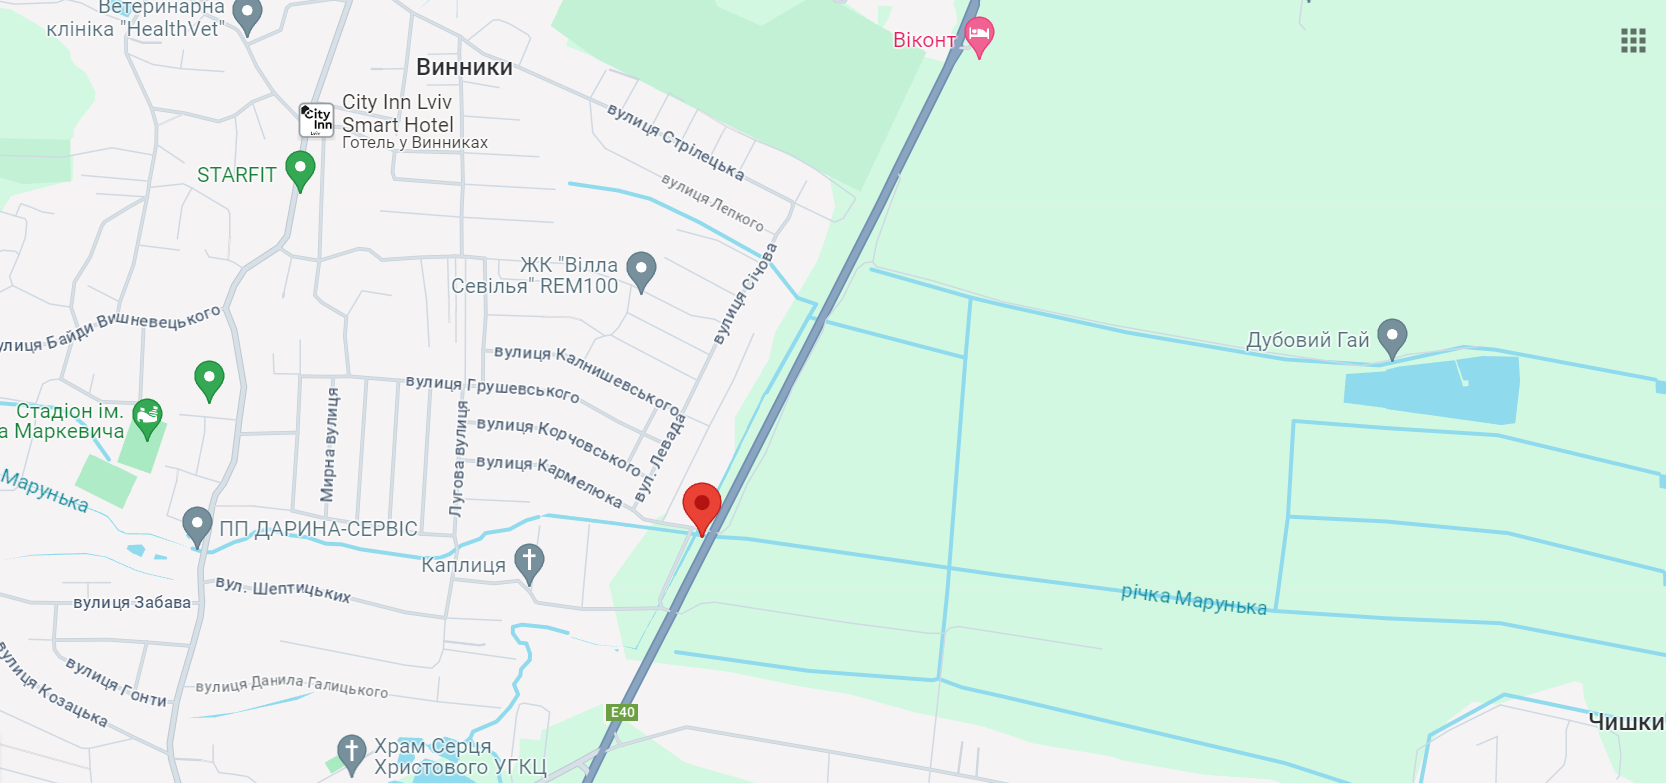 Ветеринарна
клініка "HealthVet"
Винники
Віконт
City Inn Lviv
Smart Hotel
Готель у Винниках
City
Inn
STARFIT
вулиця Стрілецька
вулиця Лепкого
вулиця Січова
ЖК "Вілла
Севілья" REM100
улиця Байди Вишневецького
вулиця Калнишевського
вулиця Грушевського
Дубовий Гай
Стадіон ім.
а Маркевича
Мирна вулиця
Лугова вулиця
вулиця Корчовського
вулиця Кармелюка
вул. Левада
Марунька
ПП ДАРИНА-СЕРВІС
Каплиця
вул. Шептицьких
вулиця Забава
річка Марунька
вулиця Гонти
вулиця Козацька
вулиця Данила Галицького
E40
Чишки
Храм Серця
Христового УГКЦ